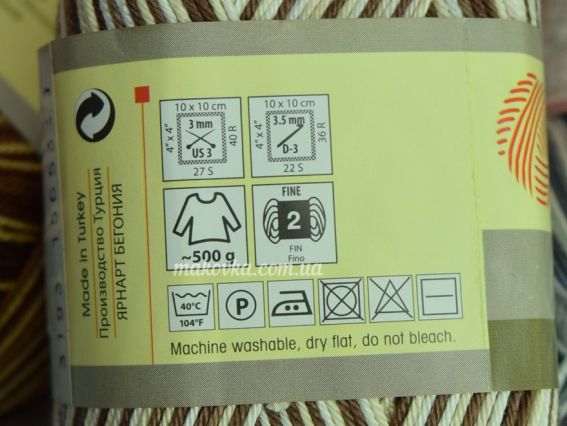 Made in Turkey
Производство Турция
ЯРНАРТ БЕГОНИЯ
10 x 10 cm
4" x 4"
3 mm
US 3
40 R
27 S
10 x 10 cm
4" x 4"
3.5 mm
D-3
36 R
22 S
~500 g
FINE
2
FIN
Fino
makovka.com.ua
40°C
104°F
P
Machine washable, dry flat, do not bleach.